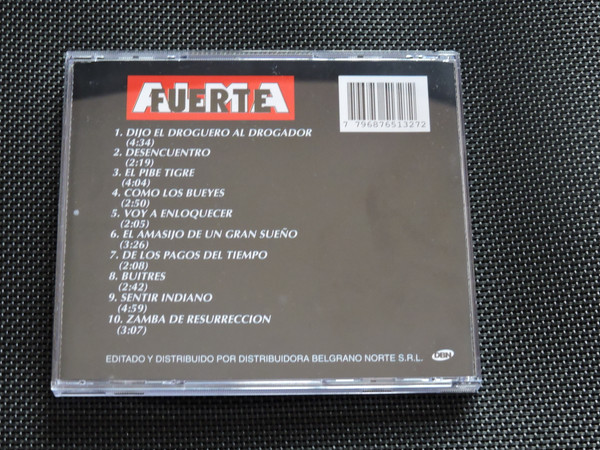 ALMA
FUERTE
7 796876513272
1. DIJO EL DROGUERO AL DROGADOR
(4:34)
2. DESENCUENTRO
(2:19)
3. EL PIBE TIGRE
(4:04)
4. COMO LOS BUEYES
(2:50)
5. VOY A ENLOQUECER
(2:05)
6. EL AMASIJO DE UN GRAN SUEÑO
(3:26)
7. DE LOS PAGOS DEL TIEMPO
(2:08)
8. BUITRES
(2:42)
9. SENTIR INDIANO
(4:59)
10. ZAMBA DE RESURRECCION
(3:07)
EDITADO Y DISTRIBUIDO POR DISTRIBUIDORA BELGRANO NORTE S.R.L. DBN